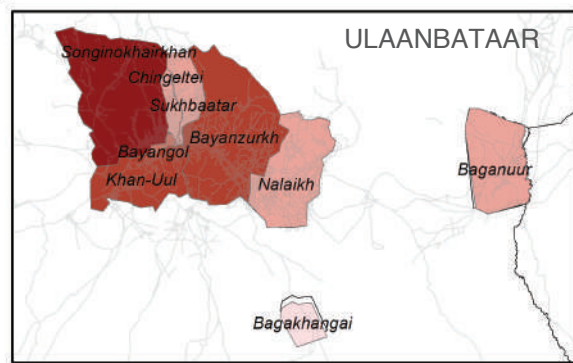 ULAANBATAAR
Songinokhairkhan
Chingeltei
Sukhbaatar
Bayanzurkh
Bayangol
Khan-Uul
Nalaikh
Baganuur
Bagakhangai